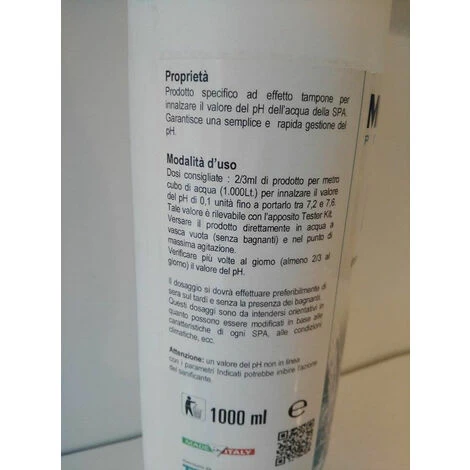 Proprietà
Prodotto specifico ad effetto tampone per
innalzare il valore del pH dell'acqua della SPA.
Garantisce una semplice e rapida gestione del
pH.
Modalità d'uso
Dosi consigliate : 2/3ml di prodotto per metro
cubo di acqua (1.000Lt.) per innalzare il valore
del pH di 0,1 unità fino a portarlo tra 7,2 e 7,6.
Tale valore è rilevabile con l'apposito Tester Kit.
Versare il prodotto direttamente in acqua a
vasca vuota (senza bagnanti) e nel punto di
massima agitazione.
Verificare più volte al giorno (almeno 2/3 al
giorno) il valore del pH.
Il dosaggio si dovrà effettuare preferibilmente di
sera sul tardi e senza la presenza dei bagnanti.
Questi dosaggi sono da intendersi orientativi in
quanto possono essere modificati in base alle
caratteristiche di ogni SPA, alle condizioni
climatiche, ecc.
Attenzione: un valore del pH non in linea
con i parametri Indicati potrebbe inibire l'azione
del sanificante.
1000 ml e
MADE IN ITALY